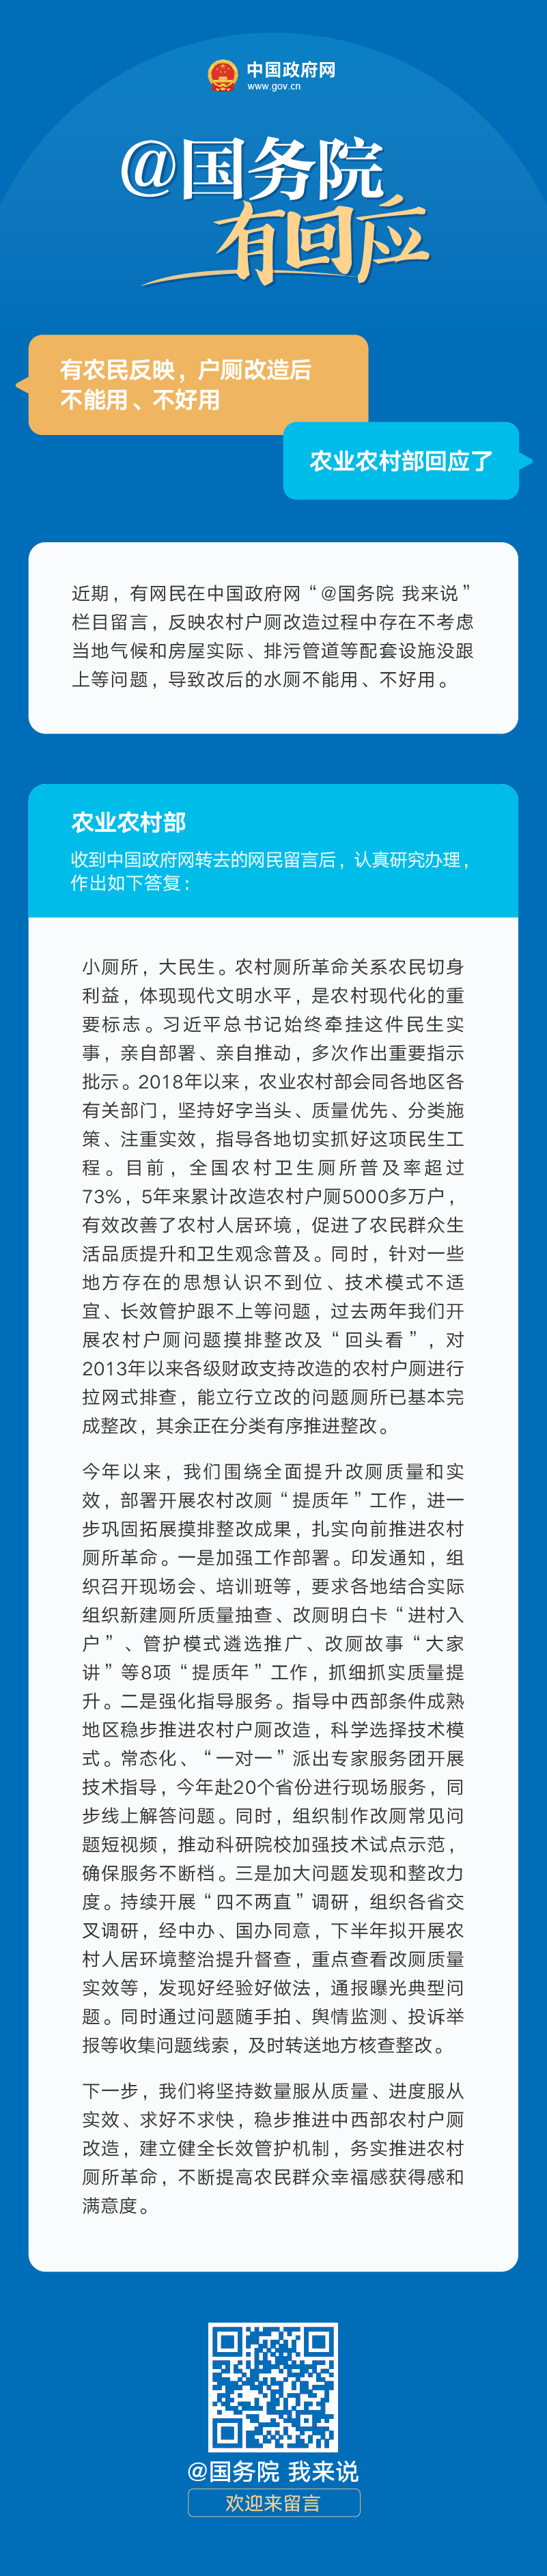 中国政府网
www.gov.cn
@国务院
有回应
有农民反映，户厕改造后
不能用、不好用
农业农村部回应了
近期，有网民在中国政府网“@国务院 我来说”
栏目留言，反映农村户厕改造过程中存在不考虑
当地气候和房屋实际、排污管道等配套设施没跟
上等问题，导致改后的水厕不能用、不好用。
农业农村部
收到中国政府网转去的网民留言后，认真研究办理，
作出如下答复：
小厕所，大民生。农村厕所革命关系农民切身
利益，体现现代文明水平，是农村现代化的重
要标志。习近平总书记始终牵挂这件民生实
事，亲自部署、亲自推动，多次作出重要指示
批示。2018年以来，农业农村部会同各地区各
有关部门，坚持好字当头、质量优先、分类施
策、注重实效，指导各地切实抓好这项民生工
程。目前，全国农村卫生厕所普及率超过
73%，5年来累计改造农村户厕5000多万户，
有效改善了农村人居环境，促进了农民群众生
活品质提升和卫生观念普及。同时，针对一些
地方存在的思想认识不到位、技术模式不适
宜、长效管护跟不上等问题，过去两年我们开
展农村户厕问题摸排整改及“回头看”，对
2013年以来各级财政支持改造的农村户厕进行
拉网式排查，能立行立改的问题厕所已基本完
成整改，其余正在分类有序推进整改。
今年以来，我们围绕全面提升改厕质量和实
效，部署开展农村改厕“提质年”工作，进一
步巩固拓展摸排整改成果，扎实向前推进农村
厕所革命。一是加强工作部署。印发通知，组
织召开现场会、培训班等，要求各地结合实际
组织新建厕所质量抽查、改厕明白卡“进村入
户”、管护模式遴选推广、改厕故事“大家
讲”等8项“提质年”工作，抓细抓实质量提
升。二是强化指导服务。指导中西部条件成熟
地区稳步推进农村户厕改造，科学选择技术模
式。常态化、“一对一”派出专家服务团开展
技术指导，今年赴20个省份进行现场服务，同
步线上解答问题。同时，组织制作改厕常见问
题短视频，推动科研院校加强技术试点示范，
确保服务不断档。三是加大问题发现和整改力
度。持续开展“四不两直”调研，组织各省交
叉调研，经中办、国办同意，下半年拟开展农
村人居环境整治提升督查，重点查看改厕质量
实效等，发现好经验好做法，通报曝光典型问
题。同时通过问题随手拍、舆情监测、投诉举
报等收集问题线索，及时转送地方核查整改。
下一步，我们将坚持数量服从质量、进度服从
实效、求好不求快，稳步推进中西部农村户厕
改造，建立健全长效管护机制，务实推进农村
厕所革命，不断提高农民群众幸福感获得感和
满意度。
@国务院 我来说
欢迎来留言